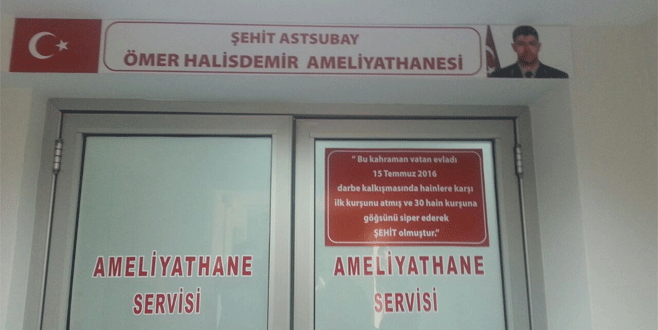 ŞEHİT ASTSUBAY
ÖMER HALİSDEMİR AMELİYATHANESİ
" Bu kahraman vatan evladı
15 Temmuz 2016
darbe kalkışmasında hainlere karşı
ilk kurşunu atmış ve 30 hain kurşuna
göğsünü siper ederek
ŞEHİT olmuştur."
AMELİYATHANE
SERVİSİ
AMELİYATHANE
SERVİSİ